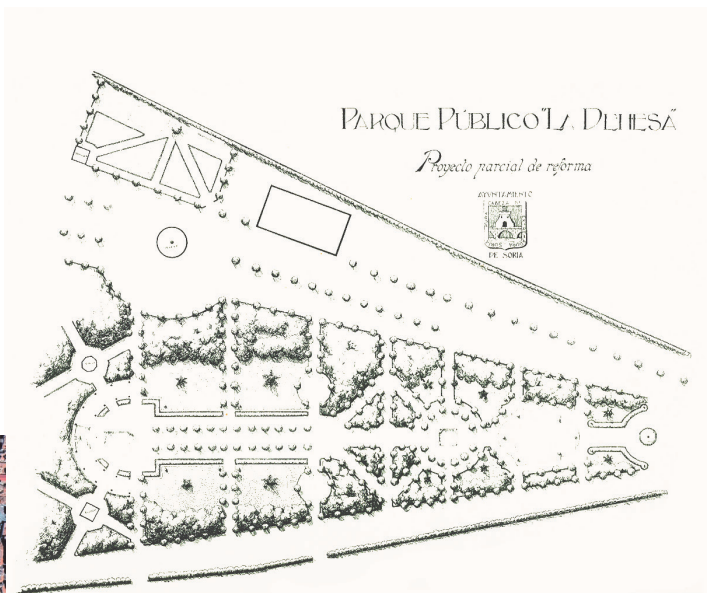 PARQUE PÚBLICO "LA DEHESA"
Proyecto parcial de reforma
AYUNTAMIENTO
DE SORIA